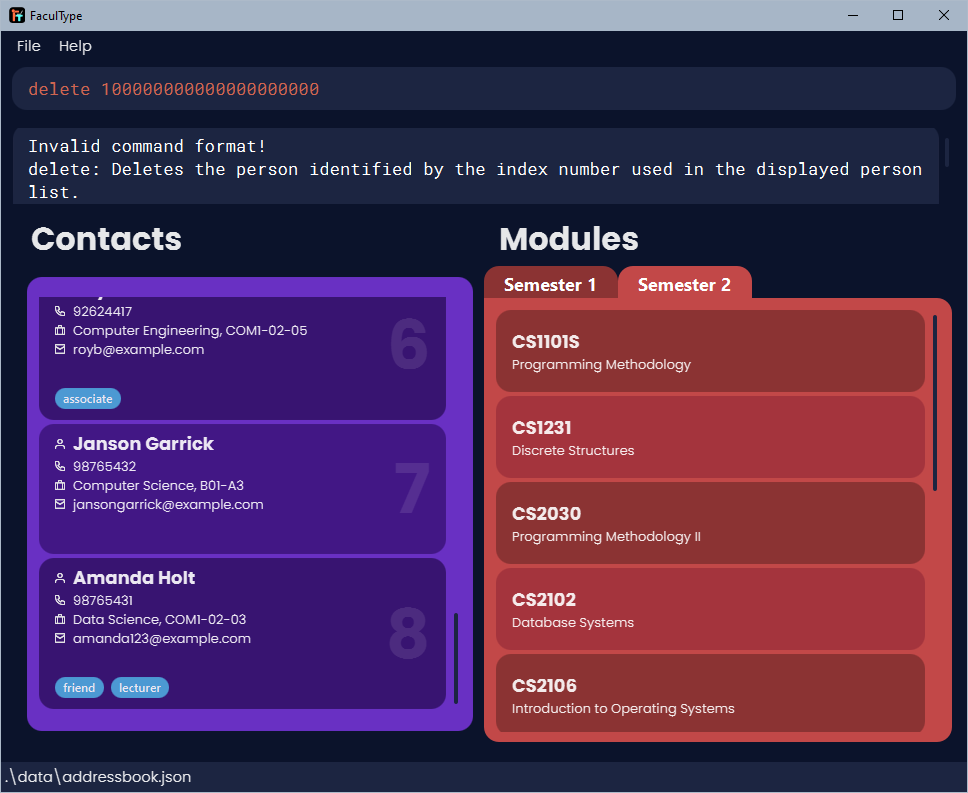 FaculType
File Help
delete 1000000000000000000000
Invalid command format!
delete: Deletes the person identified by the index number used in the displayed person
list.
Contacts
92624417
Computer Engineering, COM1-02-05
royb@example.com
6
associate
Janson Garrick
98765432
Computer Science, B01-A3
jansongarrick@example.com
7
Amanda Holt
98765431
Data Science, COM1-02-03
amanda123@example.com
8
friend lecturer
Modules
Semester 1 Semester 2
CS1101S
Programming Methodology
CS1231
Discrete Structures
CS2030
Programming Methodology II
CS2102
Database Systems
CS2106
Introduction to Operating Systems
.\data\addressbook.json